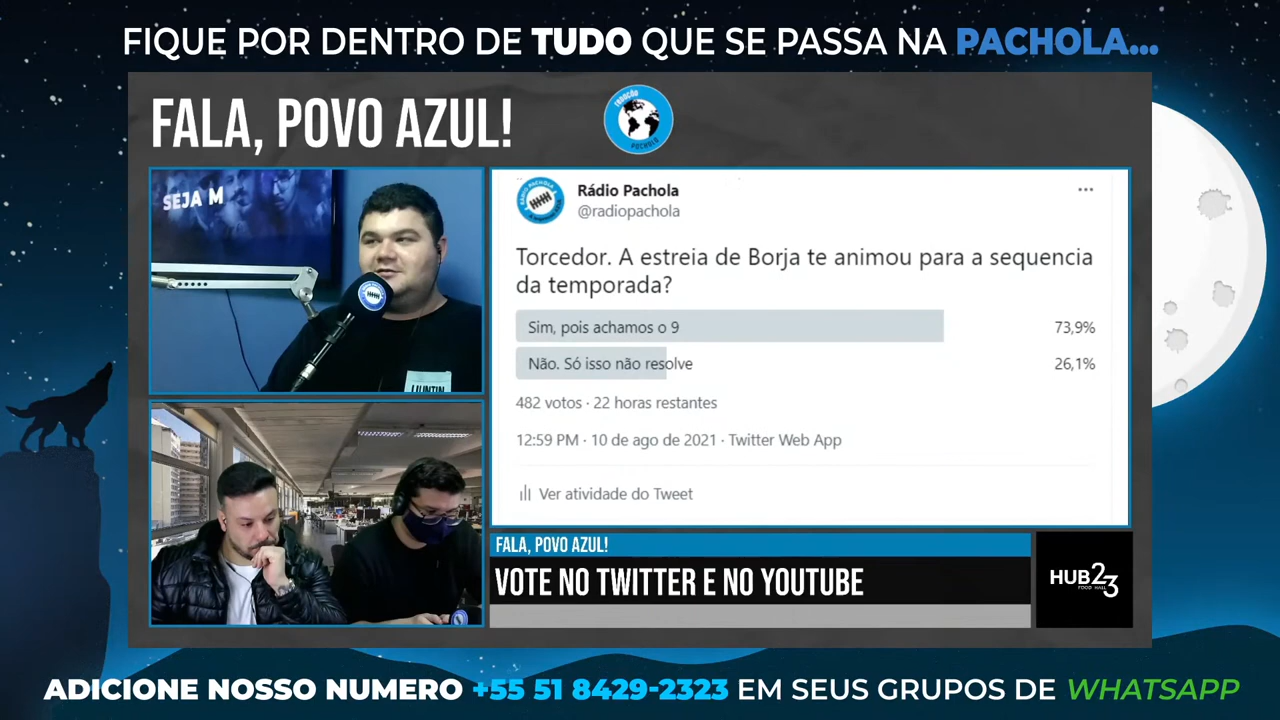 FIQUE POR DENTRO DE TUDO QUE SE PASSA NA PACHOLA...
FALA, POVO AZUL!
PACHOLA
SEJA M
Rádio Pachola
@radiopachola
...
Torcedor. A estreia de Borja te animou para a sequencia
da temporada?
Sim, pois achamos o 9 73,9%
Não. Só isso não resolve 26,1%
482 votos · 22 horas restantes
12:59 PM · 10 de ago de 2021 · Twitter Web App
Ver atividade do Tweet
FALA, POVO AZUL!
VOTE NO TWITTER E NO YOUTUBE
HUB23
FOOD HALL
ADICIONE NOSSO NUMERO +55 51 8429-2323 EM SEUS GRUPOS DE WHATSAPP